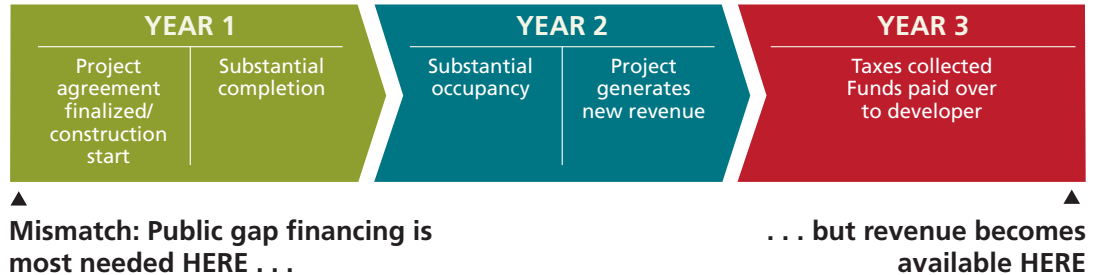 YEAR 1
Project
agreement
finalized/
construction
start
Substantial
completion
YEAR 2
Substantial
occupancy
Project
generates
new revenue
YEAR 3
Taxes collected
Funds paid over
to developer
Mismatch: Public gap financing is
most needed HERE . . .
. . . but revenue becomes
available HERE